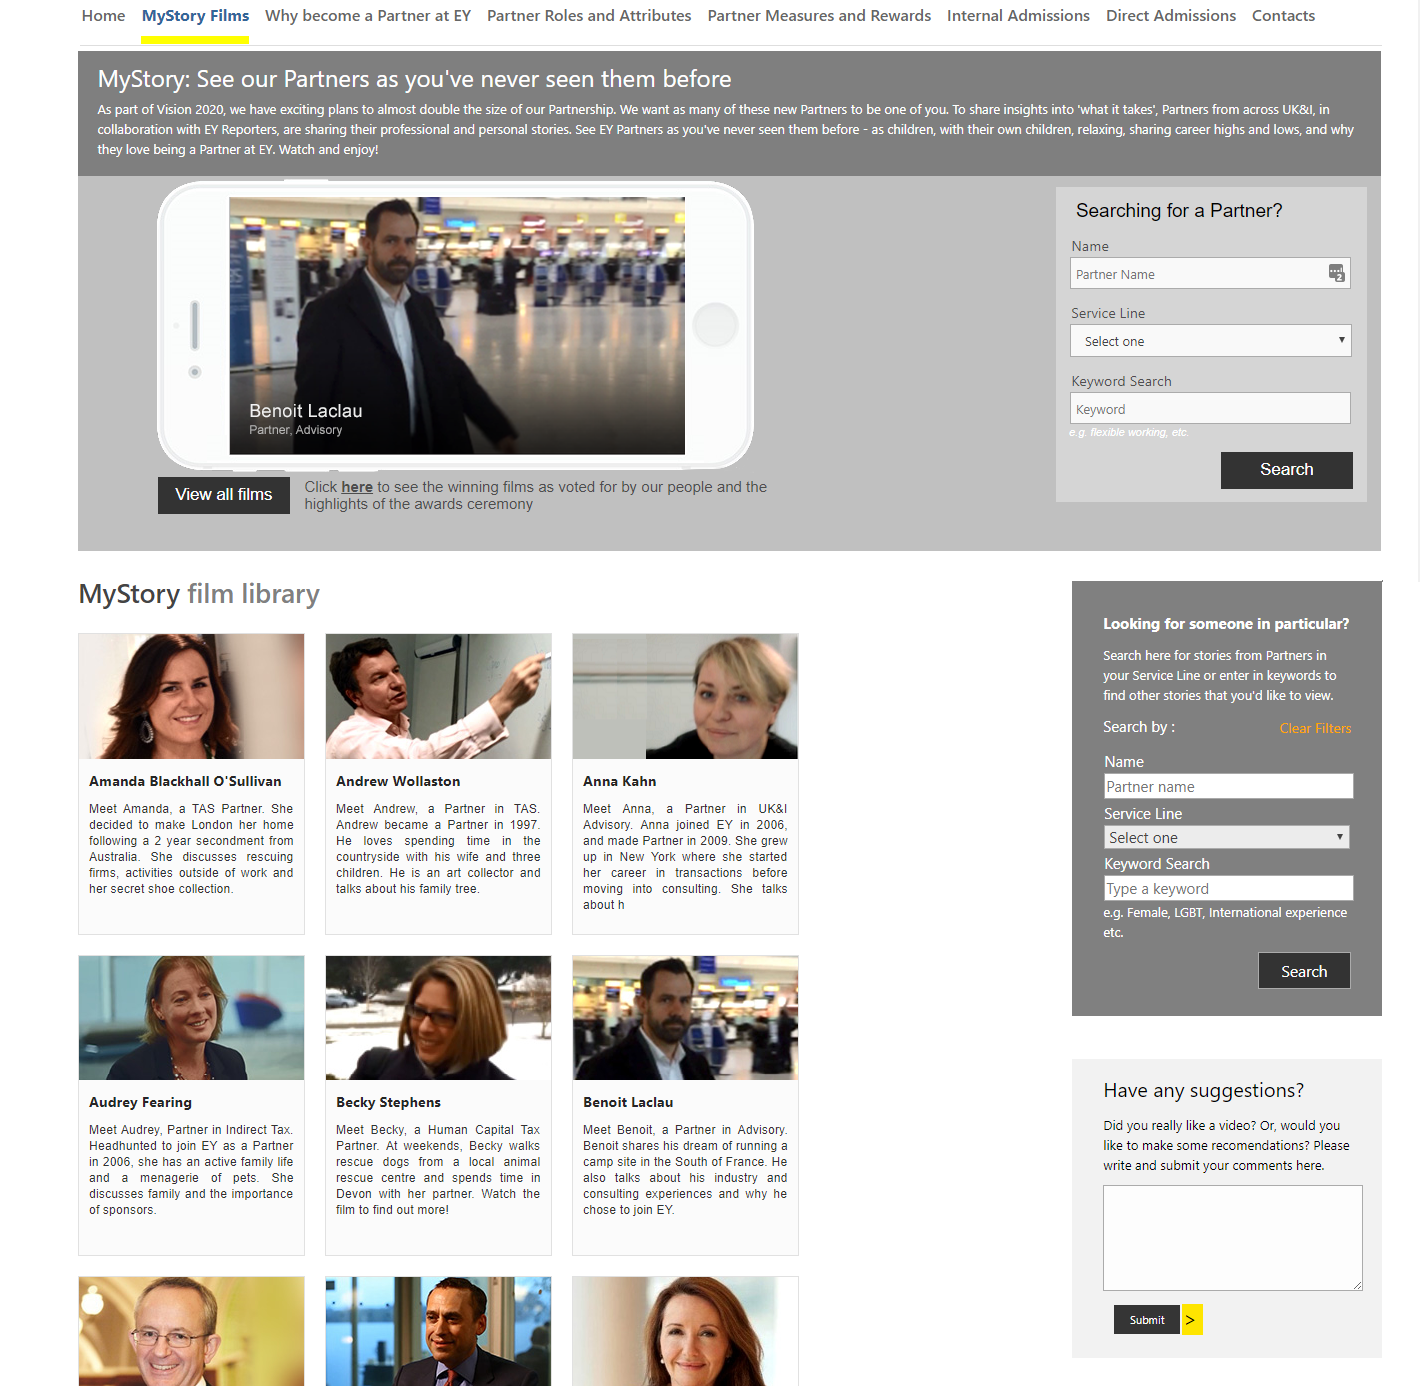 Home MyStory Films Why become a Partner at EY Partner Roles and Attributes Partner Measures and Rewards Internal Admissions Direct Admissions Contacts
MyStory: See our Partners as you've never seen them before
As part of Vision 2020, we have exciting plans to almost double the size of our Partnership. We want as many of these new Partners to be one of you. To share insights into 'what it takes', Partners from across UK&I, in
collaboration with EY Reporters, are sharing their professional and personal stories. See EY Partners as you've never seen them before - as children, with their own children, relaxing, sharing career highs and lows, and why
they love being a Partner at EY. Watch and enjoy!
Benoit Laclau
Partner, Advisory
View all films
Click here to see the winning films as voted for by our people and the
highlights of the awards ceremony
Searching for a Partner?
Name
Partner Name
2
Service Line
Select one
Keyword Search
Keyword
e.g. flexible working, etc.
Search
MyStory film library
Amanda Blackhall O'Sullivan
Meet Amanda, a TAS Partner. She
decided to make London her home
following a 2 year secondment from
Australia. She discusses rescuing
firms, activities outside of work and
her secret shoe collection.
Andrew Wollaston
Meet Andrew, a Partner in TAS.
Andrew became a Partner in 1997.
He loves spending time in the
countryside with his wife and three
children. He is an art collector and
talks about his family tree.
Anna Kahn
Meet Anna, a Partner in UK&I
Advisory. Anna joined EY in 2006,
and made Partner in 2009. She grew
up in New York where she started
her career in transactions before
moving into consulting. She talks
about h
Audrey Fearing
Meet Audrey, Partner in Indirect Tax.
Headhunted to join EY as a Partner
in 2006, she has an active family life
and a menagerie of pets. She
discusses family and the importance
of sponsors.
Becky Stephens
Meet Becky, a Human Capital Tax
Partner. At weekends, Becky walks
rescue dogs from a local animal
rescue centre and spends time in
Devon with her partner. Watch the
film to find out more!
Benoit Laclau
Meet Benoit, a Partner in Advisory.
Benoit shares his dream of running a
camp site in the South of France. He
also talks about his industry and
consulting experiences and why he
chose to join EY.
Looking for someone in particular?
Search here for stories from Partners in
your Service Line or enter in keywords to
find other stories that you'd like to view.
Search by :
Clear Filters
Name
Partner name
Service Line
Select one
Keyword Search
Type a keyword
e.g. Female, LGBT, International experience
etc.
Search
Have any suggestions?
Did you really like a video? Or, would you
like to make some recomendations? Please
write and submit your comments here.
Submit >